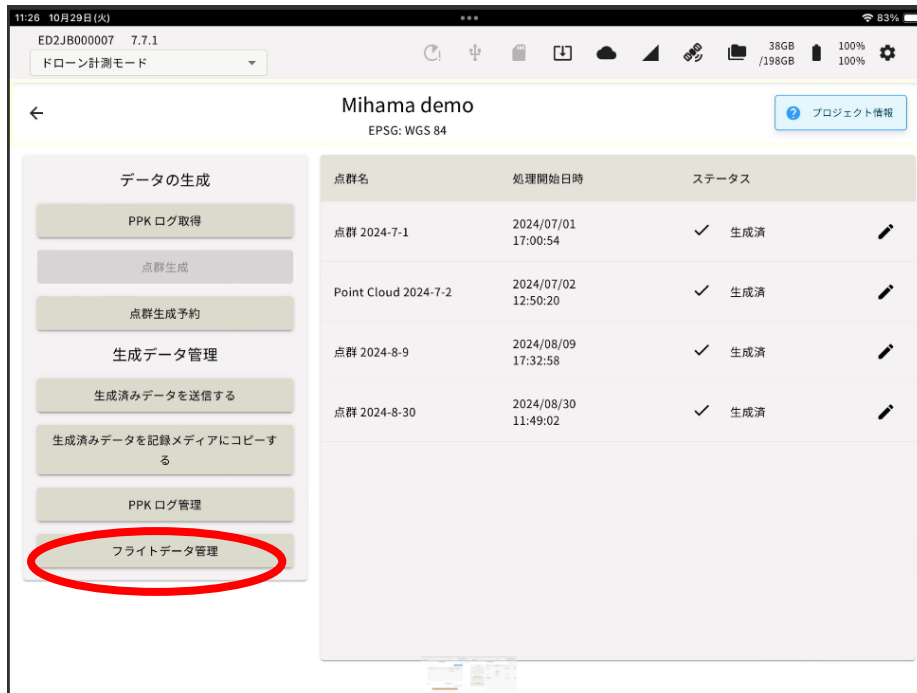 11:26 10月29日(火)
83%
ED2JB000007 7.7.1
ドローン計測モード
38GB
/198GB
100%
100%
Mihama demo
EPSG: WGS 84
プロジェクト情報
データの生成
PPK ログ取得
点群生成
点群生成予約
生成データ管理
生成済みデータを送信する
生成済みデータを記録メディアにコピーす
る
PPK ログ管理
フライトデータ管理
点群名 処理開始日時 ステータス
点群 2024-7-1 2024/07/01
17:00:54 生成済
Point Cloud 2024-7-2 2024/07/02
12:50:20 生成済
点群 2024-8-9 2024/08/09
17:32:58 生成済
点群 2024-8-30 2024/08/30
11:49:02 生成済